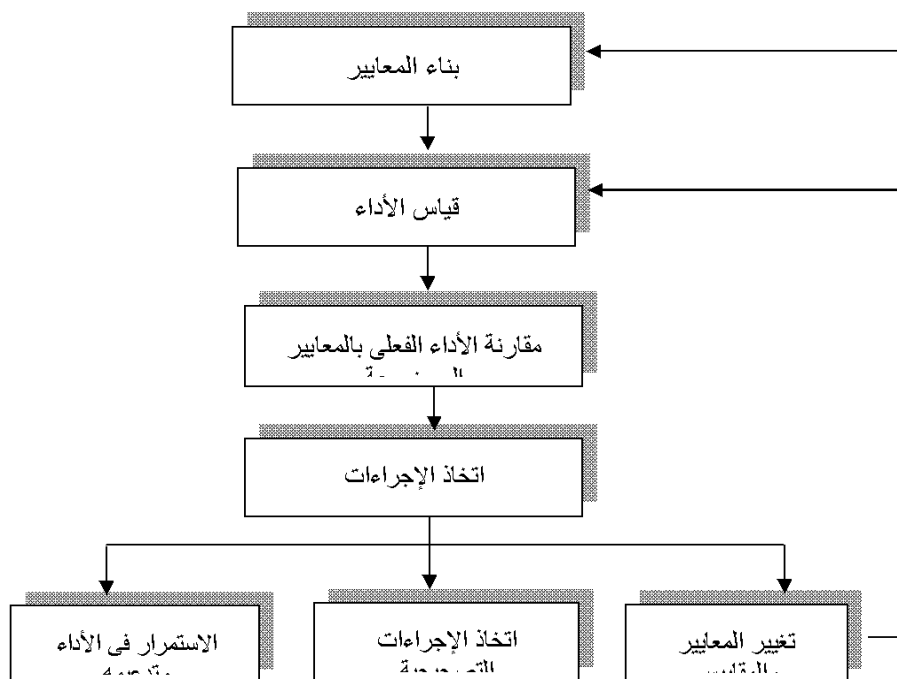 بناء المعايير
قياس الأداء
مقارنة الأداء الفعلى بالمعايير
اتخاذ الإجراءات
تغيير المعايير
اتخاذ الإجراءات
الاستمرار فى الأداء